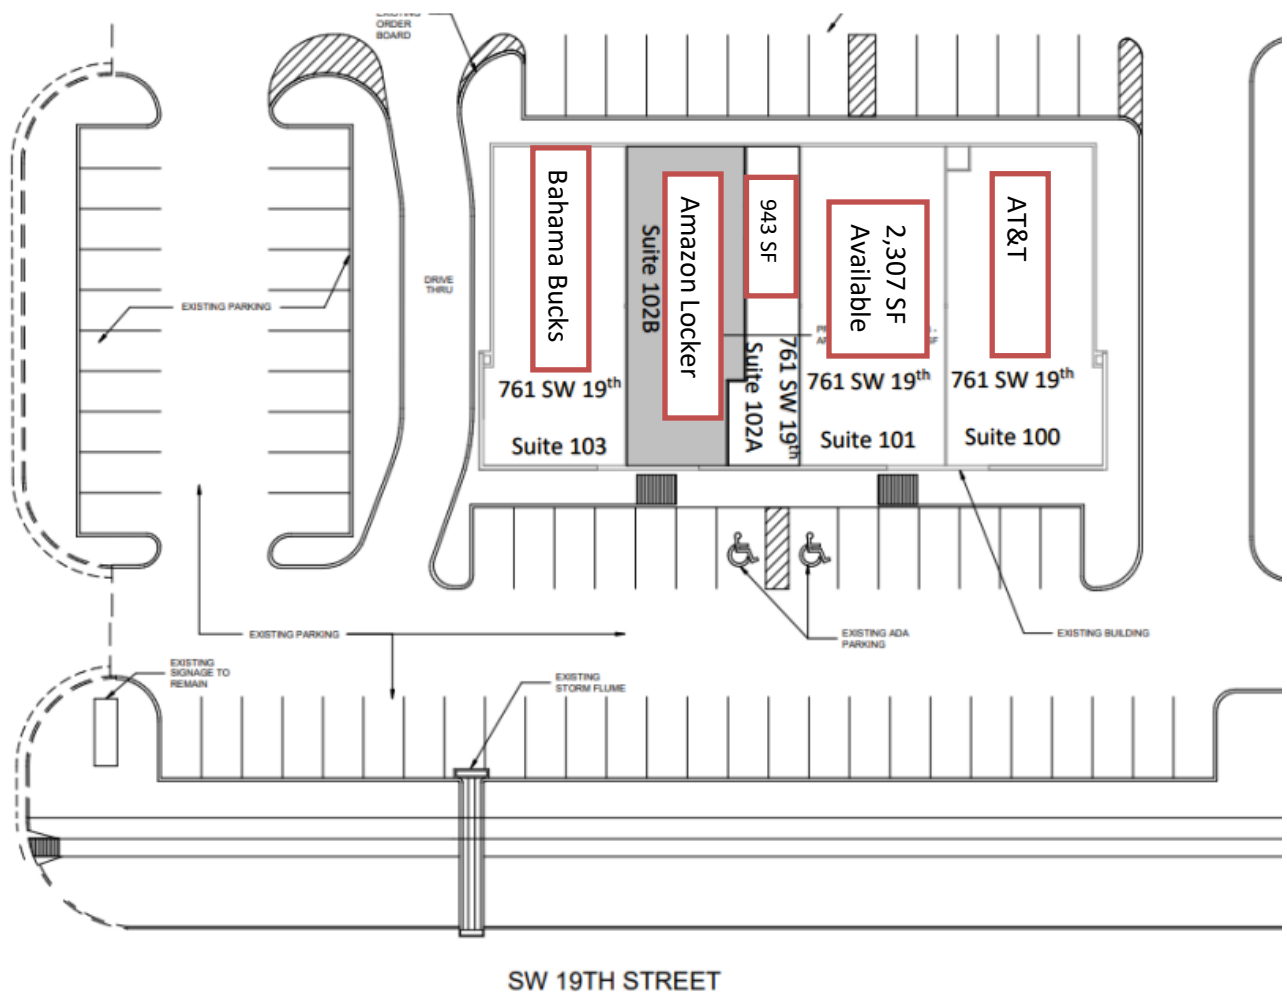 EXISTING
ORDER
BOARD
DRIVE
THRU
EXISTING PARKING
Bahama Bucks
761 SW 19th
Suite 103
Suite 102B
Amazon Locker
943 SF
761 SW 19th
Suite 102A
2,307 SF
Available
761 SW 19th
Suite 101
AT&T
761 SW 19th
Suite 100
EXISTING PARKING
EXISTING ADA
PARKING
EXISTING BUILDING
EXISTING
SIGNAGE TO
REMAIN
EXISTING
STORM FLUME
SW 19TH STREET